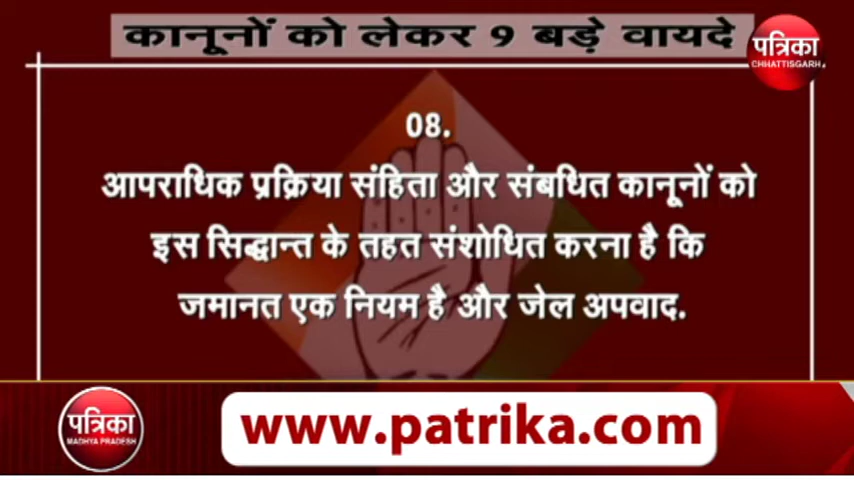 कानूनों को लेकर 9 बड़े वायदे
पत्रिका
CHHATTISGARH
08.
आपराधिक प्रक्रिया संहिता और संबधित कानूनों को
इस सिद्धान्त के तहत संशोधित करना है कि
जमानत एक नियम है और जेल अपवाद.
पत्रिका
MADHYA PRADESH
www.patrika.com